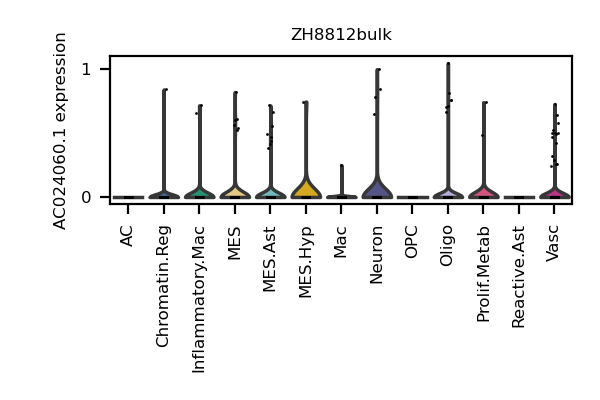 ZH8812bulk
AC024060.1 expression
1
0
AC
Chromatin.Reg
Inflammatory.Mac
MES
MES.Ast
MES.Hyp
Mac
Neuron
OPC
Oligo
Prolif.Metab
Reactive.Ast
Vasc